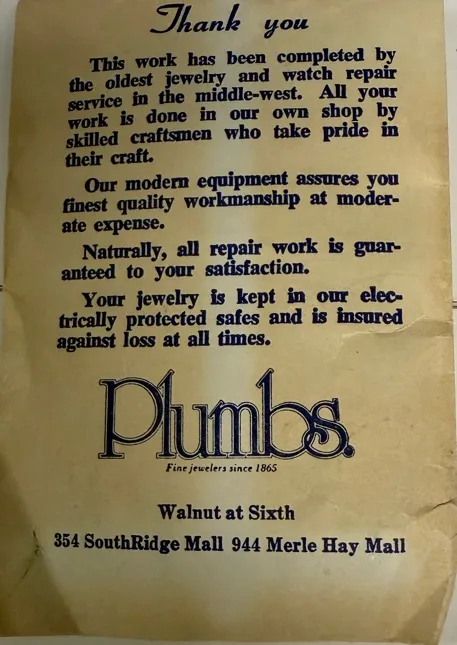 Thank you
This work has been completed by
the oldest jewelry and watch repair
service in the middle-west. All your
work is done in our own shop by
skilled craftsmen who take pride in
their craft.
Our modern equipment assures you
finest quality workmanship at moder-
ate expense.
Naturally, all repair work is guar-
anteed to your satisfaction.
Your jewelry is kept in our elec-
trically protected safes and is insured
against loss at all times.
Plumbs.
Fine jewelers since 1865
Walnut at Sixth
354 SouthRidge Mall 944 Merle Hay Mall